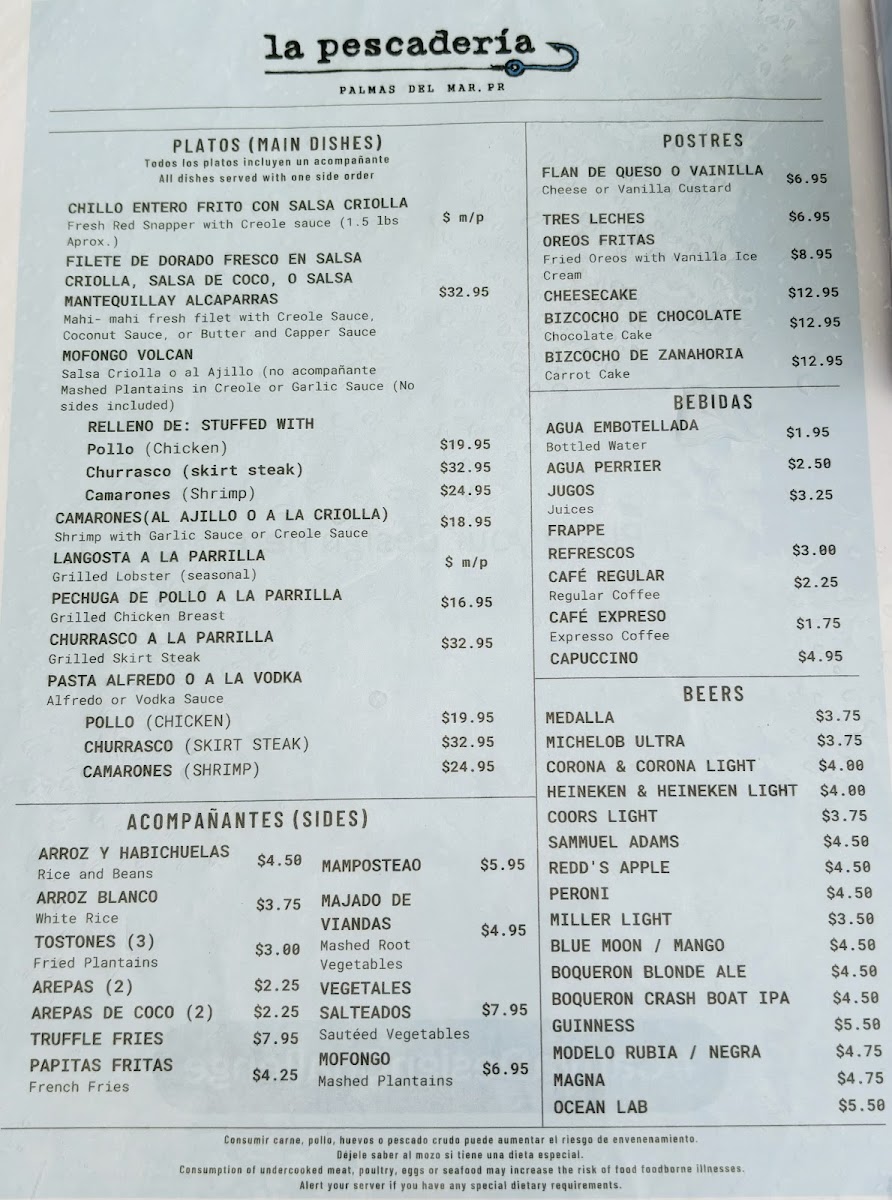 la pescadería
PALMAS DEL MAR. PR
PLATOS (MAIN DISHES)
Todos los platos incluyen un acompañante
All dishes served with one side order
CHILLO ENTERO FRITO CON SALSA CRIOLLA
Fresh Red Snapper with Creole sauce (1.5 lbs
Aprox.)
$ m/p
FILETE DE DORADO FRESCO EN SALSA
CRIOLLA, SALSA DE COCO, O SALSA
MANTEQUILLAY ALCAPARRAS
$32.95
Mahi- mahi fresh filet with Creole Sauce,
Coconut Sauce, or Butter and Capper Sauce
MOFONGO VOLCAN
Salsa Criolla o al Ajillo (no acompañante
Mashed Plantains in Creole or Garlic Sauce (No
sides included)
RELLENO DE: STUFFED WITH
Pollo (Chicken) $19.95
Churrasco (skirt steak) $32.95
Camarones (Shrimp) $24.95
CAMARONES(AL AJILLO O A LA CRIOLLA) $18.95
Shrimp with Garlic Sauce or Creole Sauce
LANGOSTA A LA PARRILLA $ m/p
Grilled Lobster (seasonal)
PECHUGA DE POLLO A LA PARRILLA $16.95
Grilled Chicken Breast
CHURRASCO A LA PARRILLA $32.95
Grilled Skirt Steak
PASTA ALFREDO O A LA VODKA
Alfredo or Vodka Sauce
POLLO (CHICKEN) $19.95
CHURRASCO (SKIRT STEAK) $32.95
CAMARONES (SHRIMP) $24.95
ACOMPAÑANTES (SIDES)
ARROZ Y HABICHUELAS $4.50
Rice and Beans
ARROZ BLANCO $3.75
White Rice
TOSTONES (3) $3.00
Fried Plantains
AREPAS (2) $2.25
AREPAS DE COCO (2) $2.25
TRUFFLE FRIES $7.95
PAPITAS FRITAS $4.25
French Fries
MAMPOSTEAO $5.95
MAJADO DE
VIANDAS $4.95
Mashed Root
Vegetables
VEGETALES
SALTEADOS $7.95
Sautéed Vegetables
MOFONGO $6.95
Mashed Plantains
POSTRES
FLAN DE QUESO O VAINILLA $6.95
Cheese or Vanilla Custard
TRES LECHES $6.95
OREOS FRITAS $8.95
Fried Oreos with Vanilla Ice
Cream
CHEESECAKE $12.95
BIZCOCHO DE CHOCOLATE $12.95
Chocolate Cake
BIZCOCHO DE ZANAHORIA $12.95
Carrot Cake
BEBIDAS
AGUA EMBOTELLADA $1.95
Bottled Water
AGUA PERRIER $2.50
JUGOS $3.25
Juices
FRAPPE
REFRESCOS $3.00
CAFÉ REGULAR $2.25
Regular Coffee
CAFÉ EXPRESO $1.75
Expresso Coffee
CAPUCCINO $4.95
BEERS
MEDALLA $3.75
MICHELOB ULTRA $3.75
CORONA & CORONA LIGHT $4.00
HEINEKEN & HEINEKEN LIGHT $4.00
COORS LIGHT $3.75
SAMMUEL ADAMS $4.50
REDD'S APPLE $4.50
PERONI $4.50
MILLER LIGHT $3.50
BLUE MOON / MANGO $4.50
BOQUERON BLONDE ALE $4.50
BOQUERON CRASH BOAT IPA $4.50
GUINNESS $5.50
MODELO RUBIA / NEGRA $4.75
MAGNA $4.75
OCEAN LAB $5.50
Consumir carne, pollo, huevos o pescado crudo puede aumentar el riesgo de envenenamiento.
Déjele saber al mozo si tiene una dieta especial.
Consumption of undercooked meat, poultry, eggs or seafood may increase the risk of food foodborne illnesses.
Alert your server if you have any special dietary requirements.